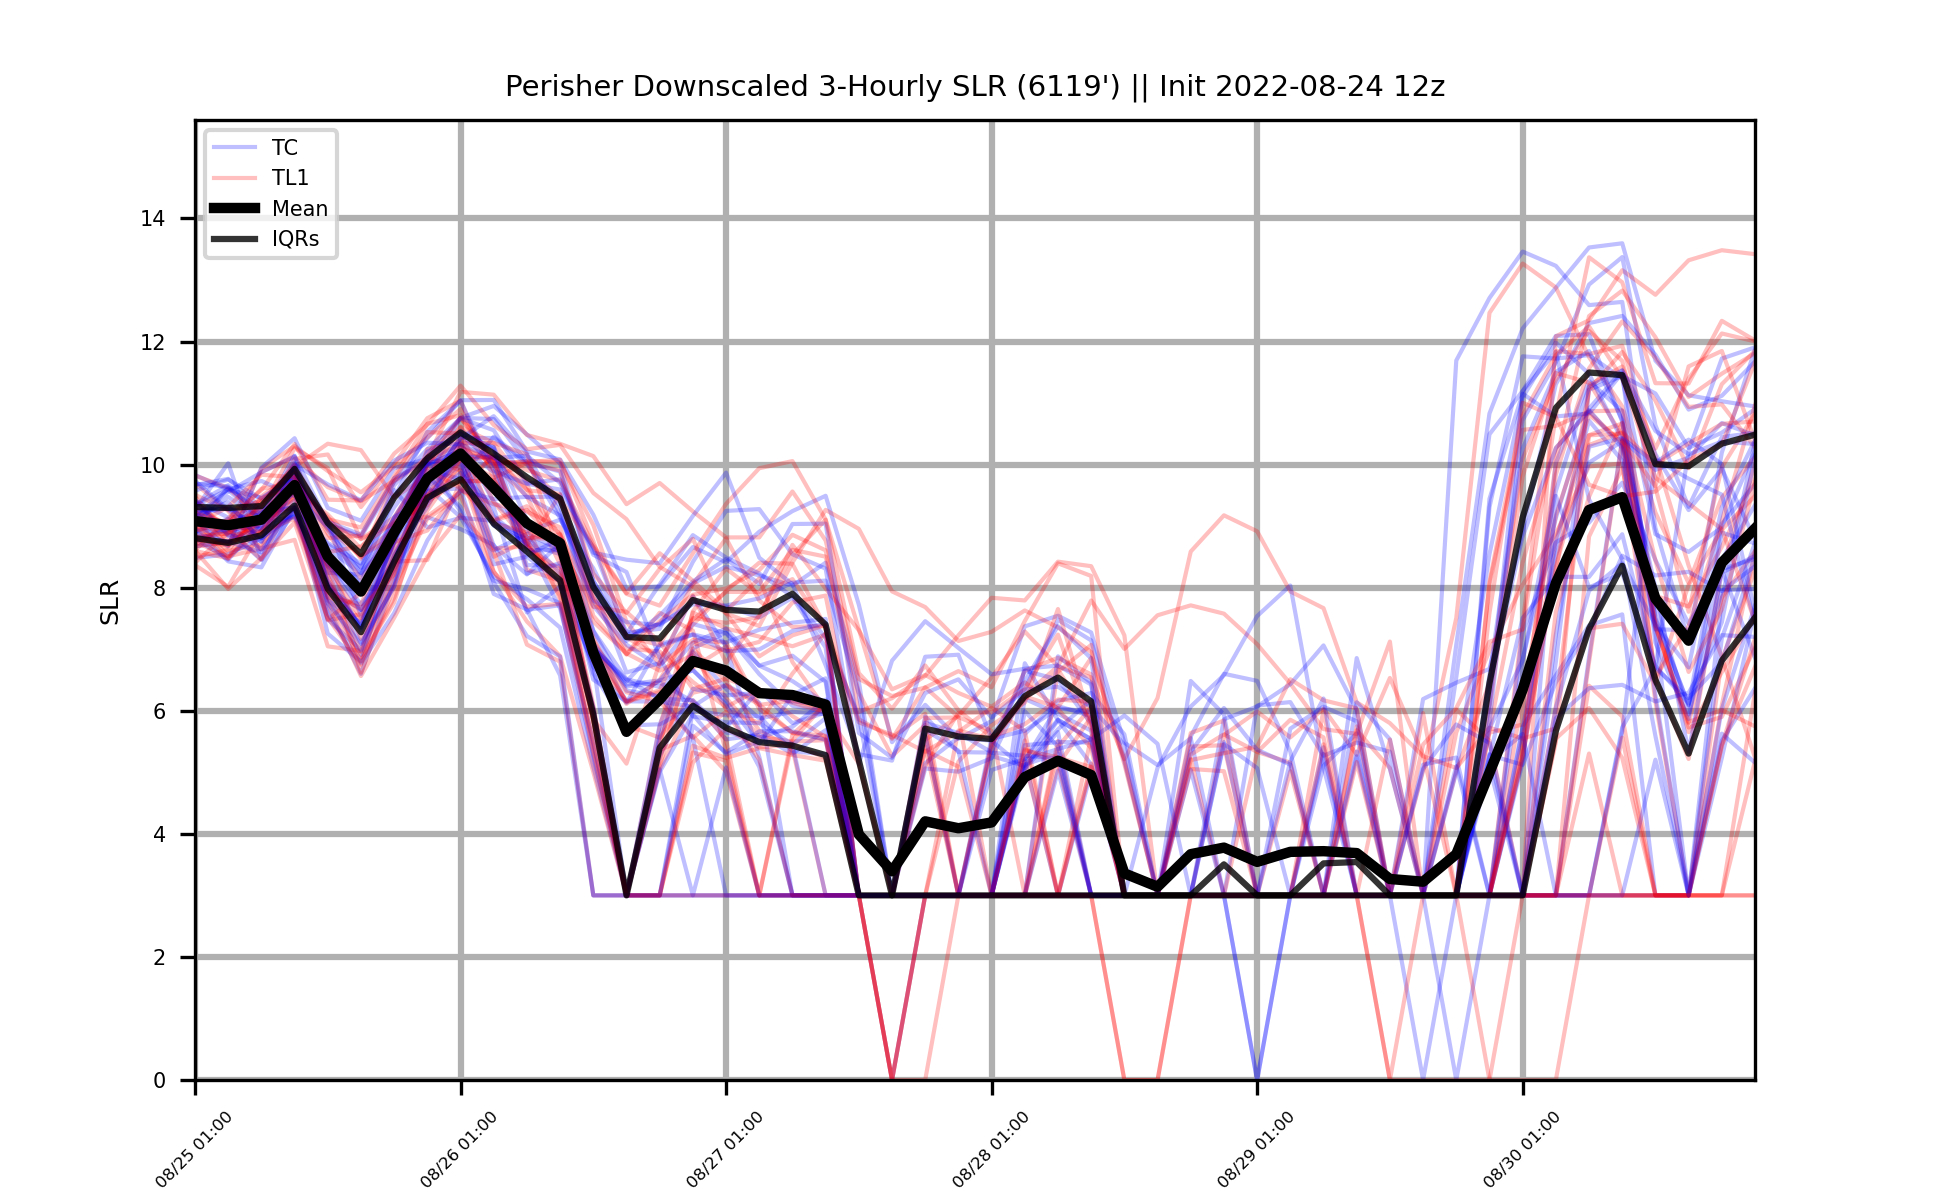 Perisher Downscaled 3-Hourly SLR (6119') || Init 2022-08-24 12z
TC
TL1
Mean
IQRs
SLR
14
12
10
8
6
4
2
0
08/25 01:00
08/26 01:00
08/27 01:00
08/28 01:00
08/29 01:00
08/30 01:00